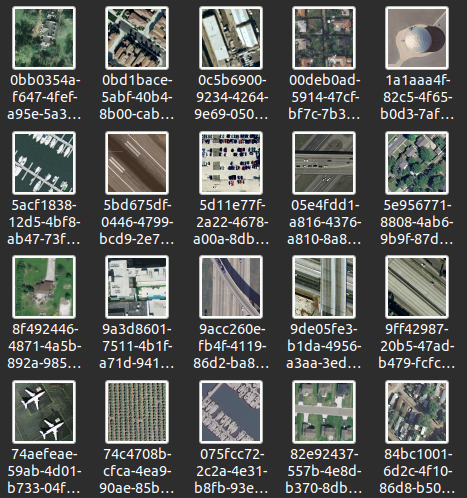 0bb0354a-
f647-4fef-
a95e-5a3…
0bd1bace-
5abf-40b4-
8b00-cab…
0c5b6900-
9234-4264-
9e69-050…
00deb0ad-
5914-47cf-
bf7c-7b3…
1a1aaa4f-
82c5-4f65-
b0d3-7af…
5acf1838-
12d5-4bf8-
ab47-73f…
5bd675df-
0446-4799-
bcd9-2e7…
5d11e77f-
2a22-4678-
a00a-8db…
05e4fdd1-
a816-4376-
a810-8a8…
5e956771-
8808-4ab6-
9b9f-87d…
8f492446-
4871-4a5b-
892a-985…
9a3d8601-
7511-4b1f-
a71d-941…
9acc260e-
fb4f-4119-
86d2-ba8…
9de05fe3-
b1da-4956-
a3aa-3ed…
9ff42987-
20b5-47ad-
b479-fcfc…
74aefeae-
59ab-4d01-
b733-04f…
74c4708b-
cfca-4ea9-
90ae-85b…
075fcc72-
2c2a-4e31-
b8fb-93e…
82e92437-
557b-4e8d-
b370-8db…
84bc1001-
6d2c-4f10-
86d8-b50…